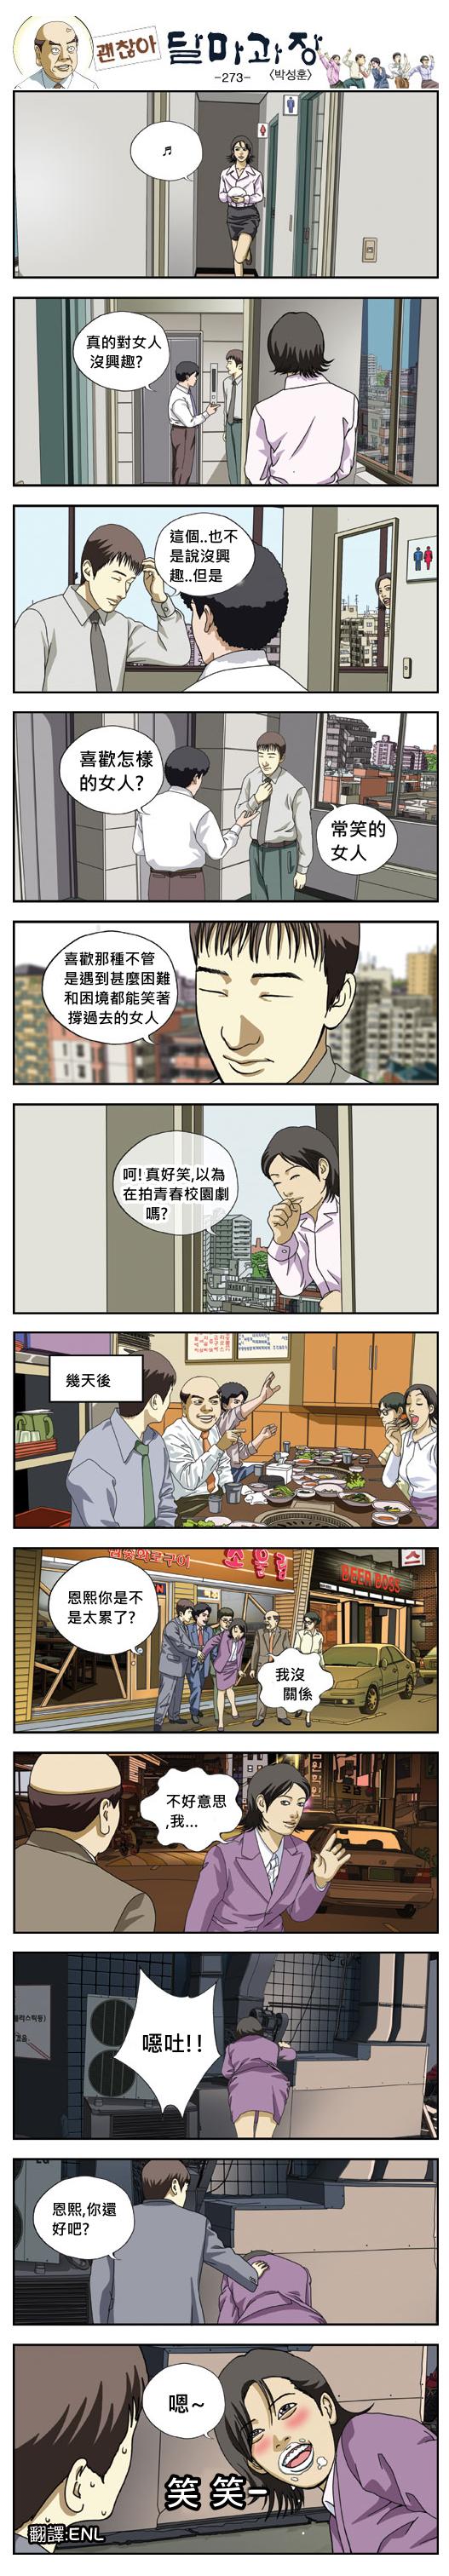 괜찮아
달마과장
-273-
〈박성훈〉
♬
真的對女人
沒興趣?
這個..也不
是說沒興
趣..但是
喜歡怎樣
的女人?
常笑的
女人
喜歡那種不管
是遇到甚麼困難
和困境都能笑著
撐過去的女人
呵!真好笑,以為
在拍青春校園劇
嗎?
幾天後
BEER BOSS
恩熙你是不
是太累了?
我沒
關係
不好意思
,我...
噁吐!!
恩熙,你還
好吧?
嗯~
笑 笑-
翻譯:ENL